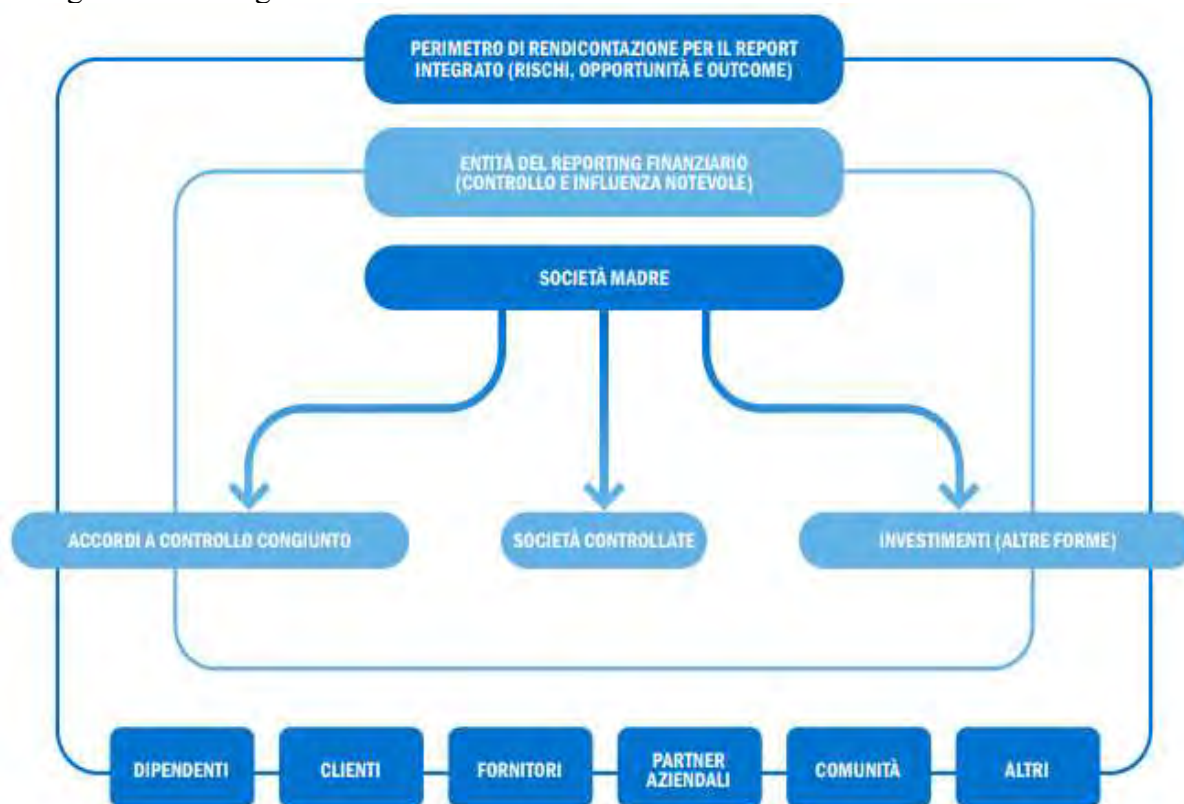 PERIMETRO DI RENDICONTAZIONE PER IL REPORT
INTEGRATO (RISCHI, OPPORTUNITÀ E OUTCOME)
ENTITÀ DEL REPORTING FINANZIARIO
(CONTROLLO E INFLUENZA NOTEVOLE)
SOCIETÀ MADRE
ACCORDI A CONTROLLO CONGIUNTO
SOCIETÀ CONTROLLATE
INVESTIMENTI (ALTRE FORME)
DIPENDENTI
CLIENTI
FORNITORI
PARTNER
AZIENDALI
COMUNITÀ
ALTRI